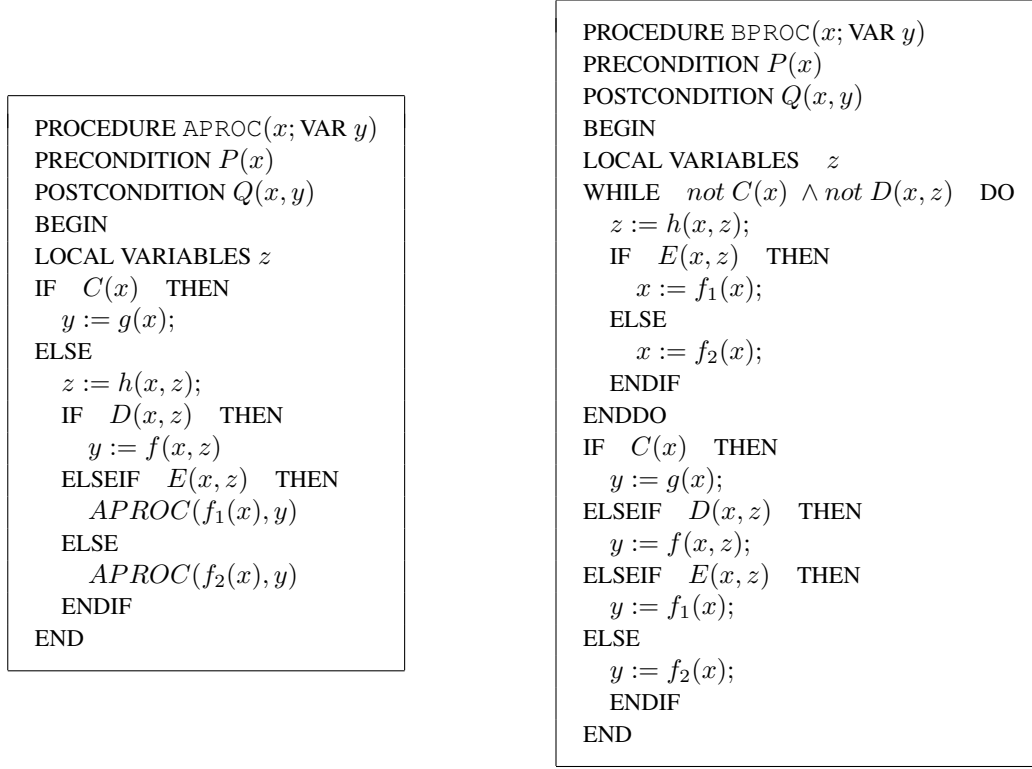 PROCEDURE APROC(x; VAR y)
PRECONDITION P(x)
POSTCONDITION Q(x, y)
BEGIN
LOCAL VARIABLES z
IF C(x) THEN
y := g(x);
ELSE
z := h(x, z);
IF D(x, z) THEN
y := f(x, z)
ELSEIF E(x, z) THEN
APROC(f₁(x), y)
ELSE
APROC(f₂(x), y)
ENDIF
END
PROCEDURE BPROC(x; VAR y)
PRECONDITION P(x)
POSTCONDITION Q(x, y)
BEGIN
LOCAL VARIABLES z
WHILE not C(x) ∧ not D(x, z) DO
z := h(x, z);
IF E(x, z) THEN
x := f₁(x);
ELSE
x := f₂(x);
ENDIF
ENDDO
IF C(x) THEN
y := g(x);
ELSEIF D(x, z) THEN
y := f(x, z);
ELSEIF E(x, z) THEN
y := f₁(x);
ELSE
y := f₂(x);
ENDIF
END